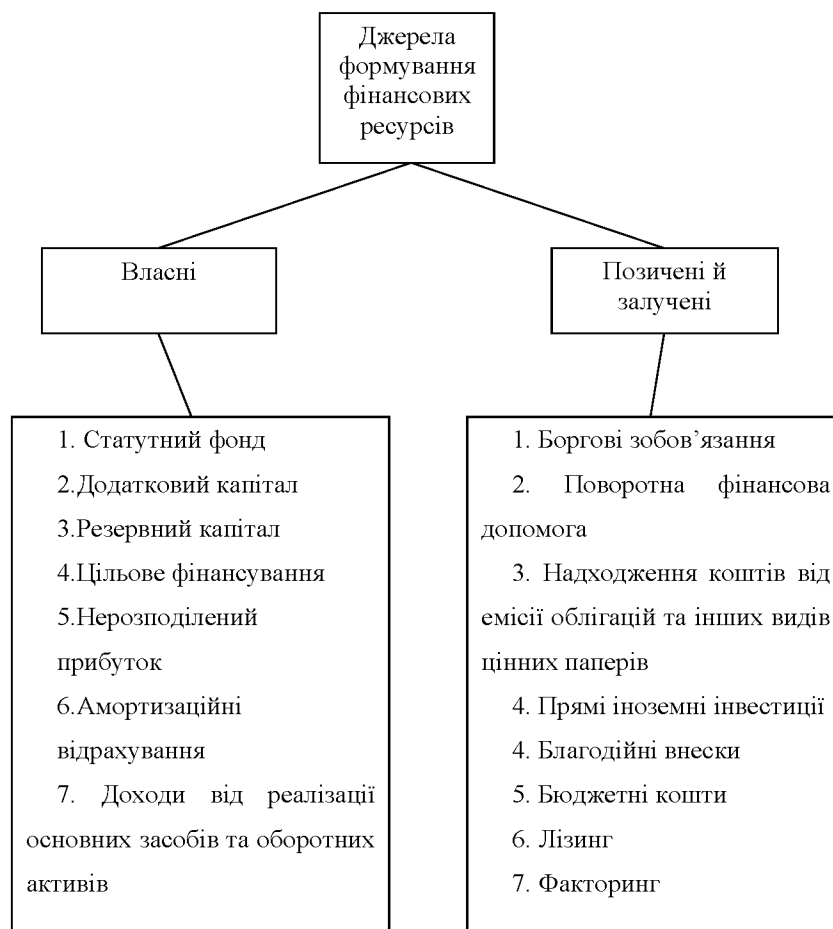 Джерела
формування
фінансових
ресурсів
Власні
Позичені й
залучені
1. Статутний фонд
2.Додатковий капітал
3.Резервний капітал
4.Цільове фінансування
5.Нерозподілений
прибуток
6.Амортизаційні
відрахування
7. Доходи від реалізації
основних засобів та оборотних
активів
1. Боргові зобов’язання
2. Поворотна фінансова
допомога
3. Надходження коштів від
емісії облігацій та інших видів
цінних паперів
4. Прямі іноземні інвестиції
4. Благодійні внески
5. Бюджетні кошти
6. Лізинг
7. Факторинг